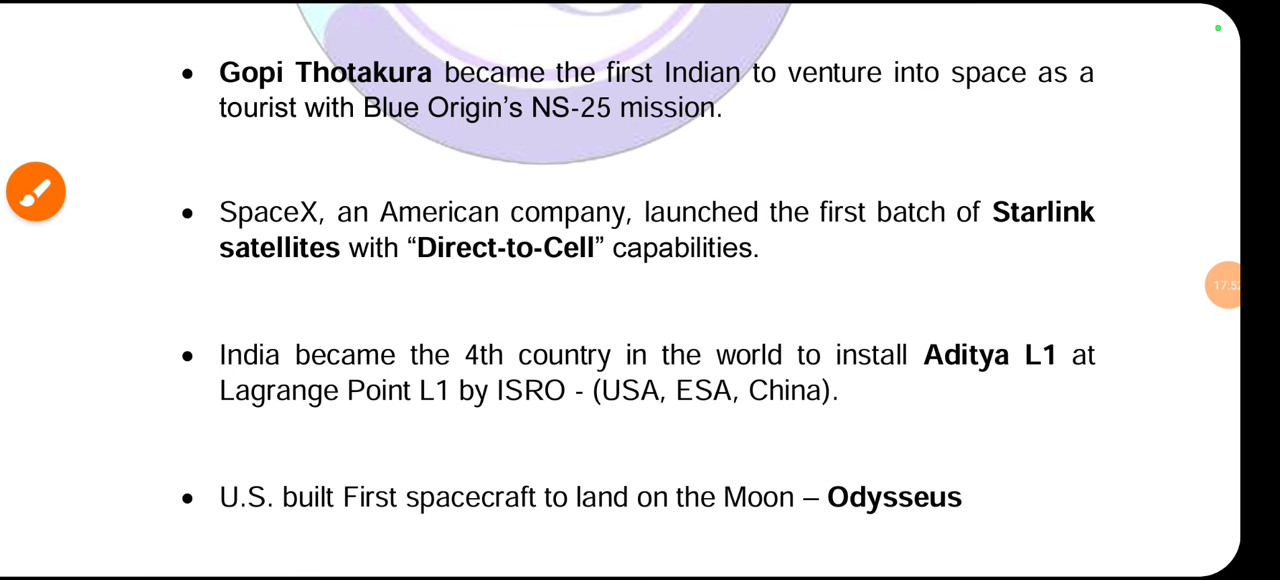 • Gopi Thotakura became the first Indian to venture into space as a
tourist with Blue Origin’s NS-25 mission.
• SpaceX, an American company, launched the first batch of Starlink
satellites with “Direct-to-Cell” capabilities.
17:5
• India became the 4th country in the world to install Aditya L1 at
Lagrange Point L1 by ISRO - (USA, ESA, China).
• U.S. built First spacecraft to land on the Moon – Odysseus